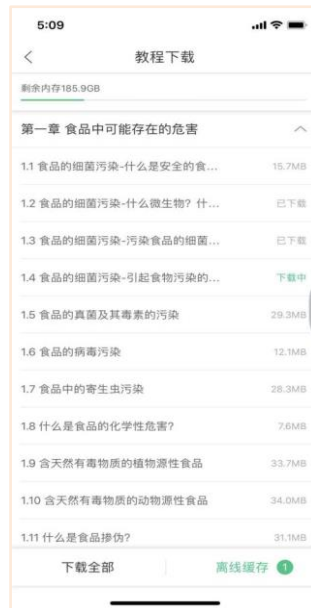 5:09
教程下载
剩余内存185.9GB
第一章 食品中可能存在的危害
1.1 食品的细菌污染-什么是安全的食... 15.7MB
1.2 食品的细菌污染-什么微生物？什... 已下载
1.3 食品的细菌污染-污染食品的细菌... 已下载
1.4 食品的细菌污染-引起食物污染的... 下载中
1.5 食品的真菌及其毒素的污染 29.3MB
1.6 食品的病毒污染 12.1MB
1.7 食品中的寄生虫污染 28.3MB
1.8 什么是食品的化学性危害？ 7.6MB
1.9 含天然有毒物质的植物源性食品 33.7MB
1.10 含天然有毒物质的动物源性食品 34.0MB
1.11 什么是食品掺伪？ 31.1MB
下载全部 离线缓存 1